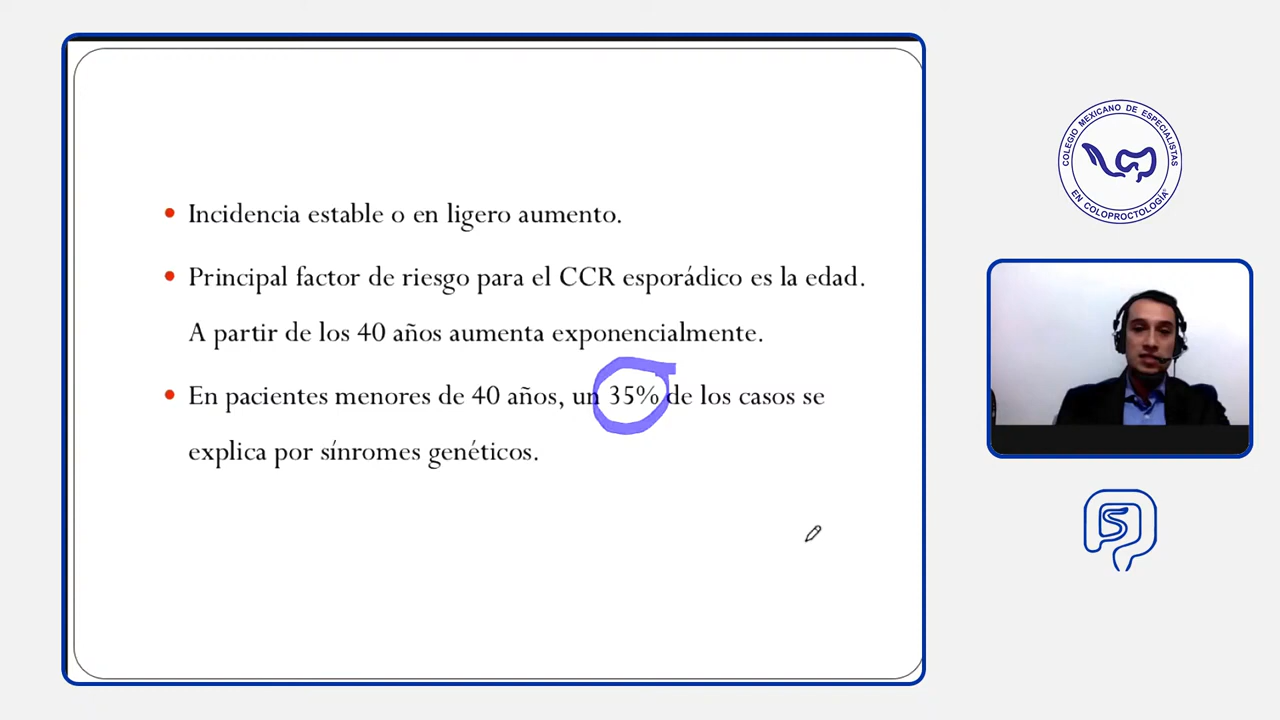 Incidencia estable o en ligero aumento.
Principal factor de riesgo para el CCR esporádico es la edad.
A partir de los 40 años aumenta exponencialmente.
En pacientes menores de 40 años, un 35% de los casos se
explica por sínromes genéticos.
COLEGIO MEXICANO DE ESPECIALISTAS
EN COLOPROCTOLOGIA